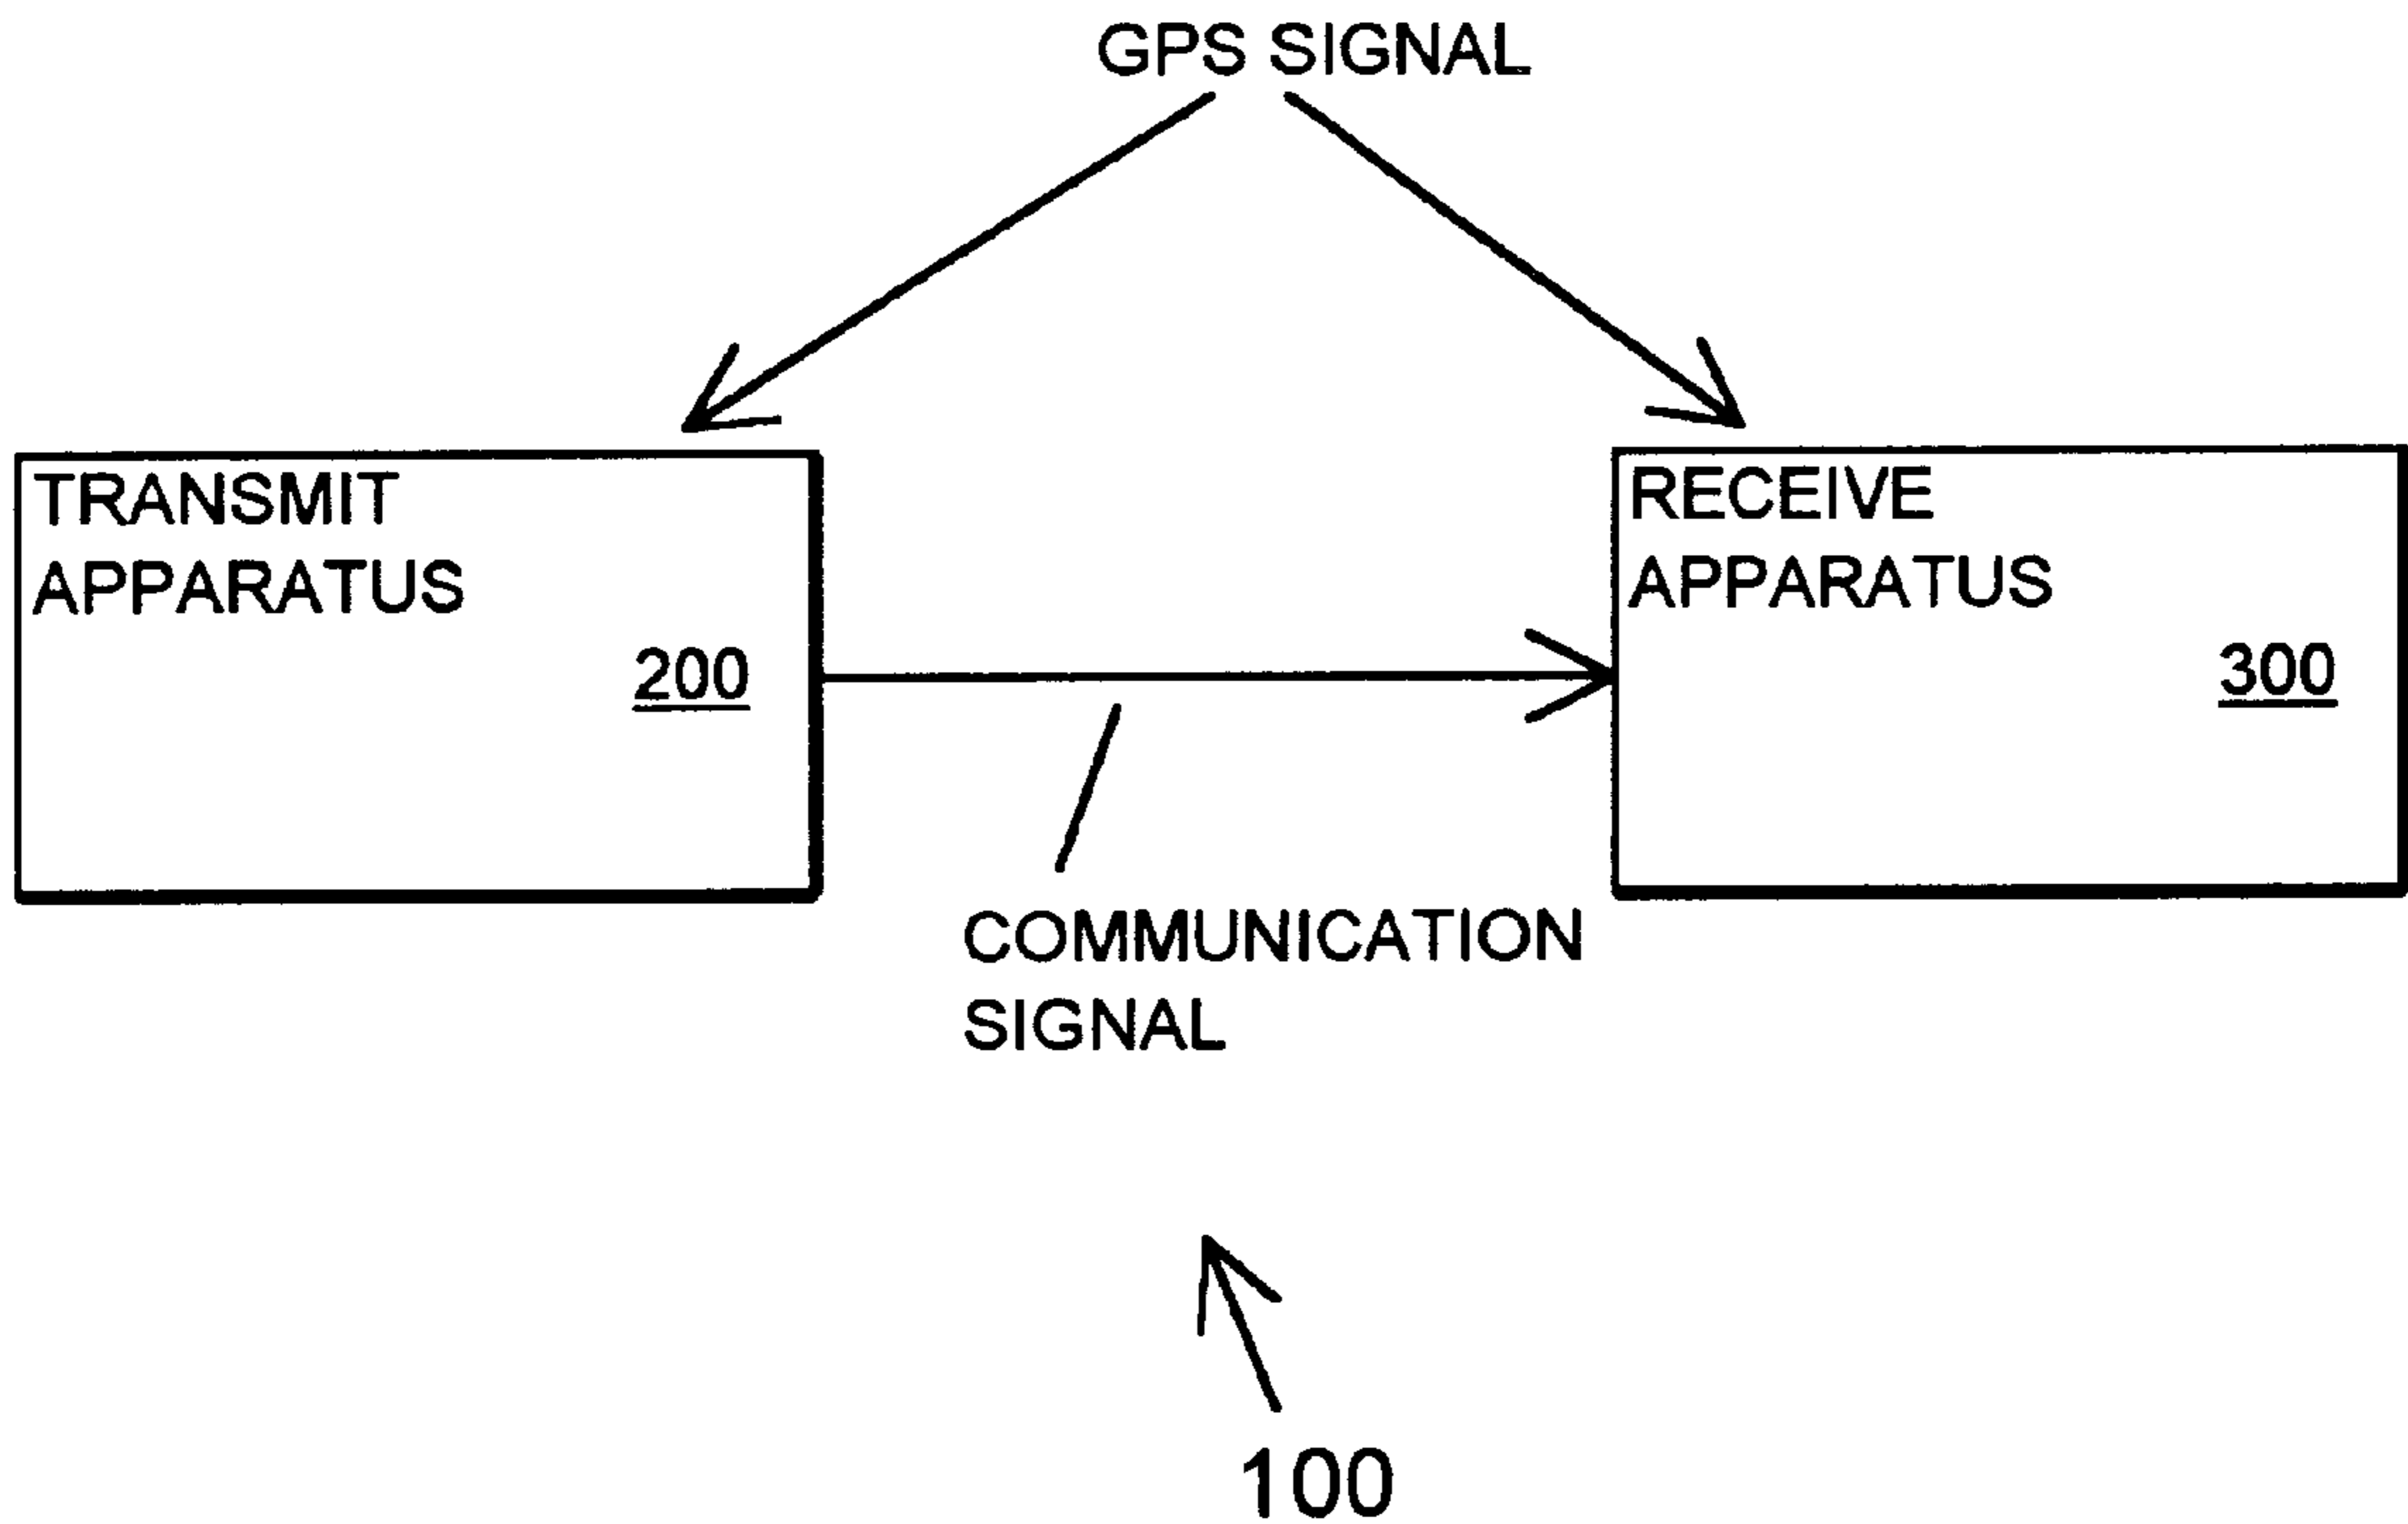 GPS SIGNAL
TRANSMIT
APPARATUS
200
RECEIVE
APPARATUS
300
COMMUNICATION
SIGNAL
100